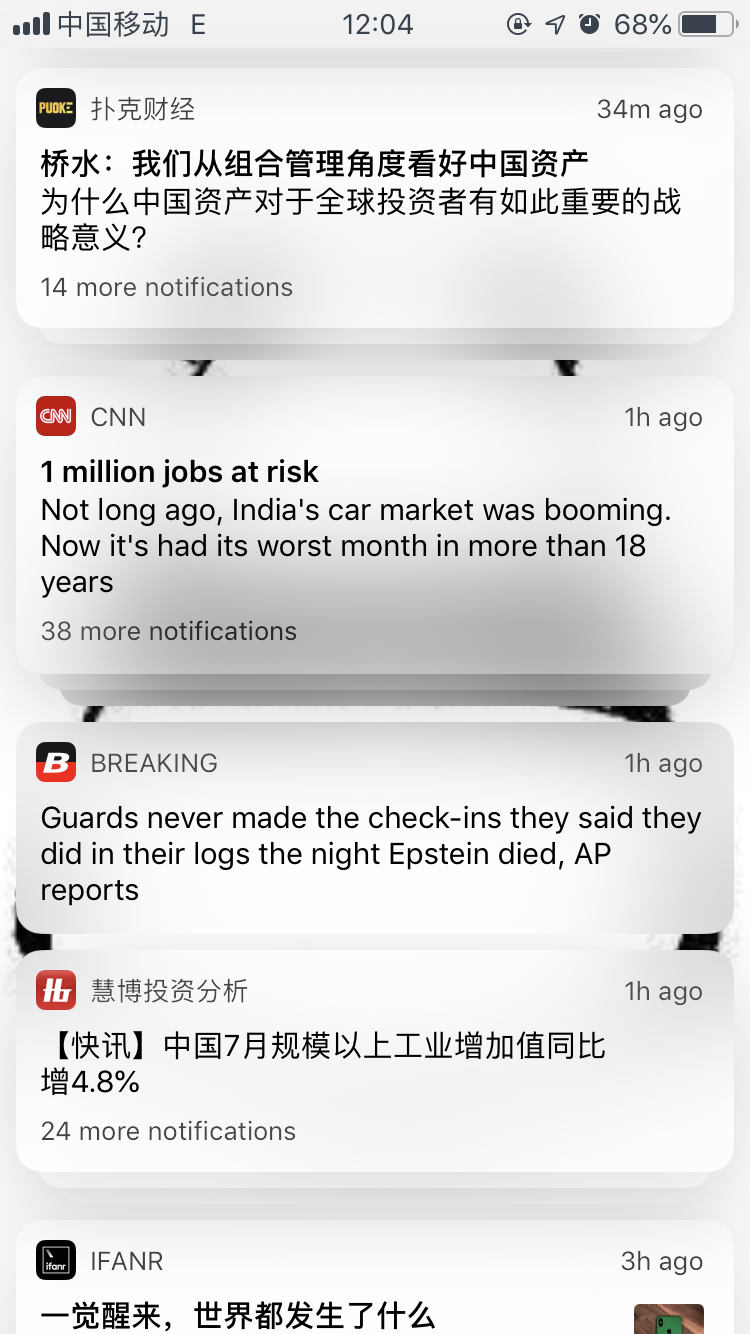 中国移动 E 12:04 68%
PUOKE 扑克财经 34m ago
桥水：我们从组合管理角度看好中国资产
为什么中国资产对于全球投资者有如此重要的战
略意义?
14 more notifications
CNN CNN 1h ago
1 million jobs at risk
Not long ago, India's car market was booming.
Now it's had its worst month in more than 18
years
38 more notifications
B BREAKING 1h ago
Guards never made the check-ins they said they
did in their logs the night Epstein died, AP
reports
慧博投资分析 1h ago
【快讯】中国7月规模以上工业增加值同比
增4.8%
24 more notifications
ifanr IFANR 3h ago
一觉醒来，世界都发生了什么